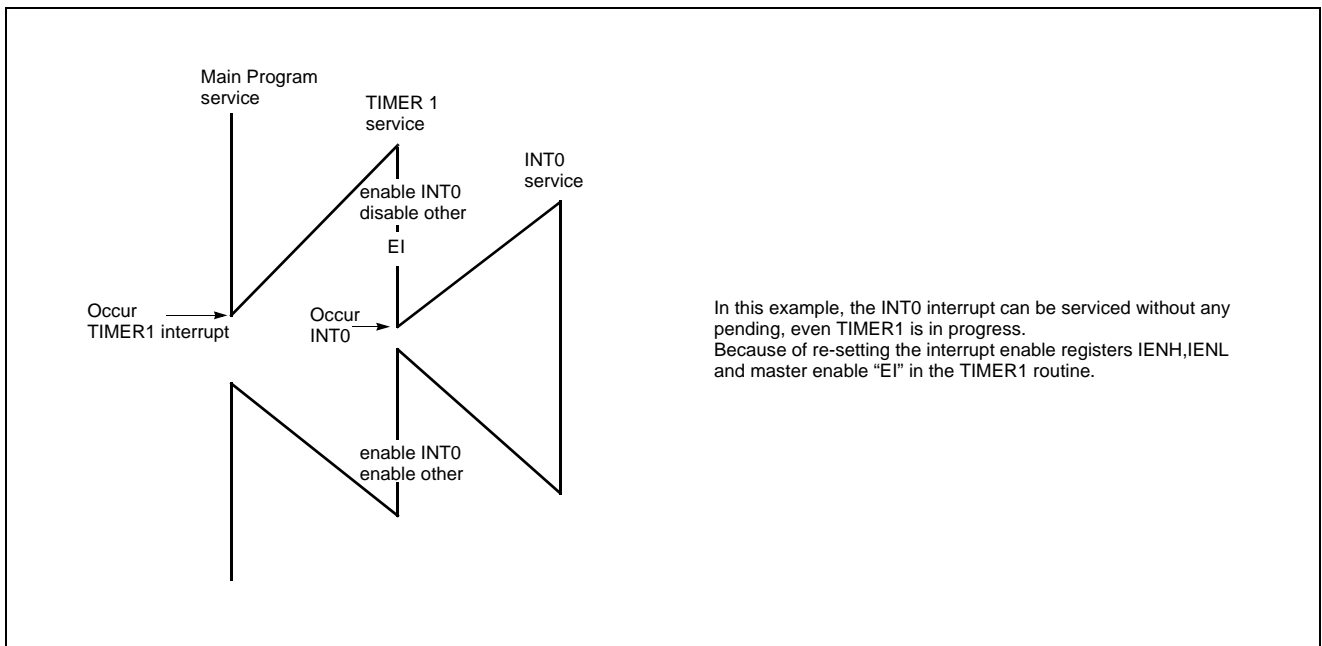 Main Program
service
TIMER 1
service
INT0
service
enable INT0
disable other
EI
Occur
TIMER1 interrupt
Occur
INT0
In this example, the INT0 interrupt can be serviced without any
pending, even TIMER1 is in progress.
Because of re-setting the interrupt enable registers IENH,IENL
and master enable “EI” in the TIMER1 routine.
enable INT0
enable other